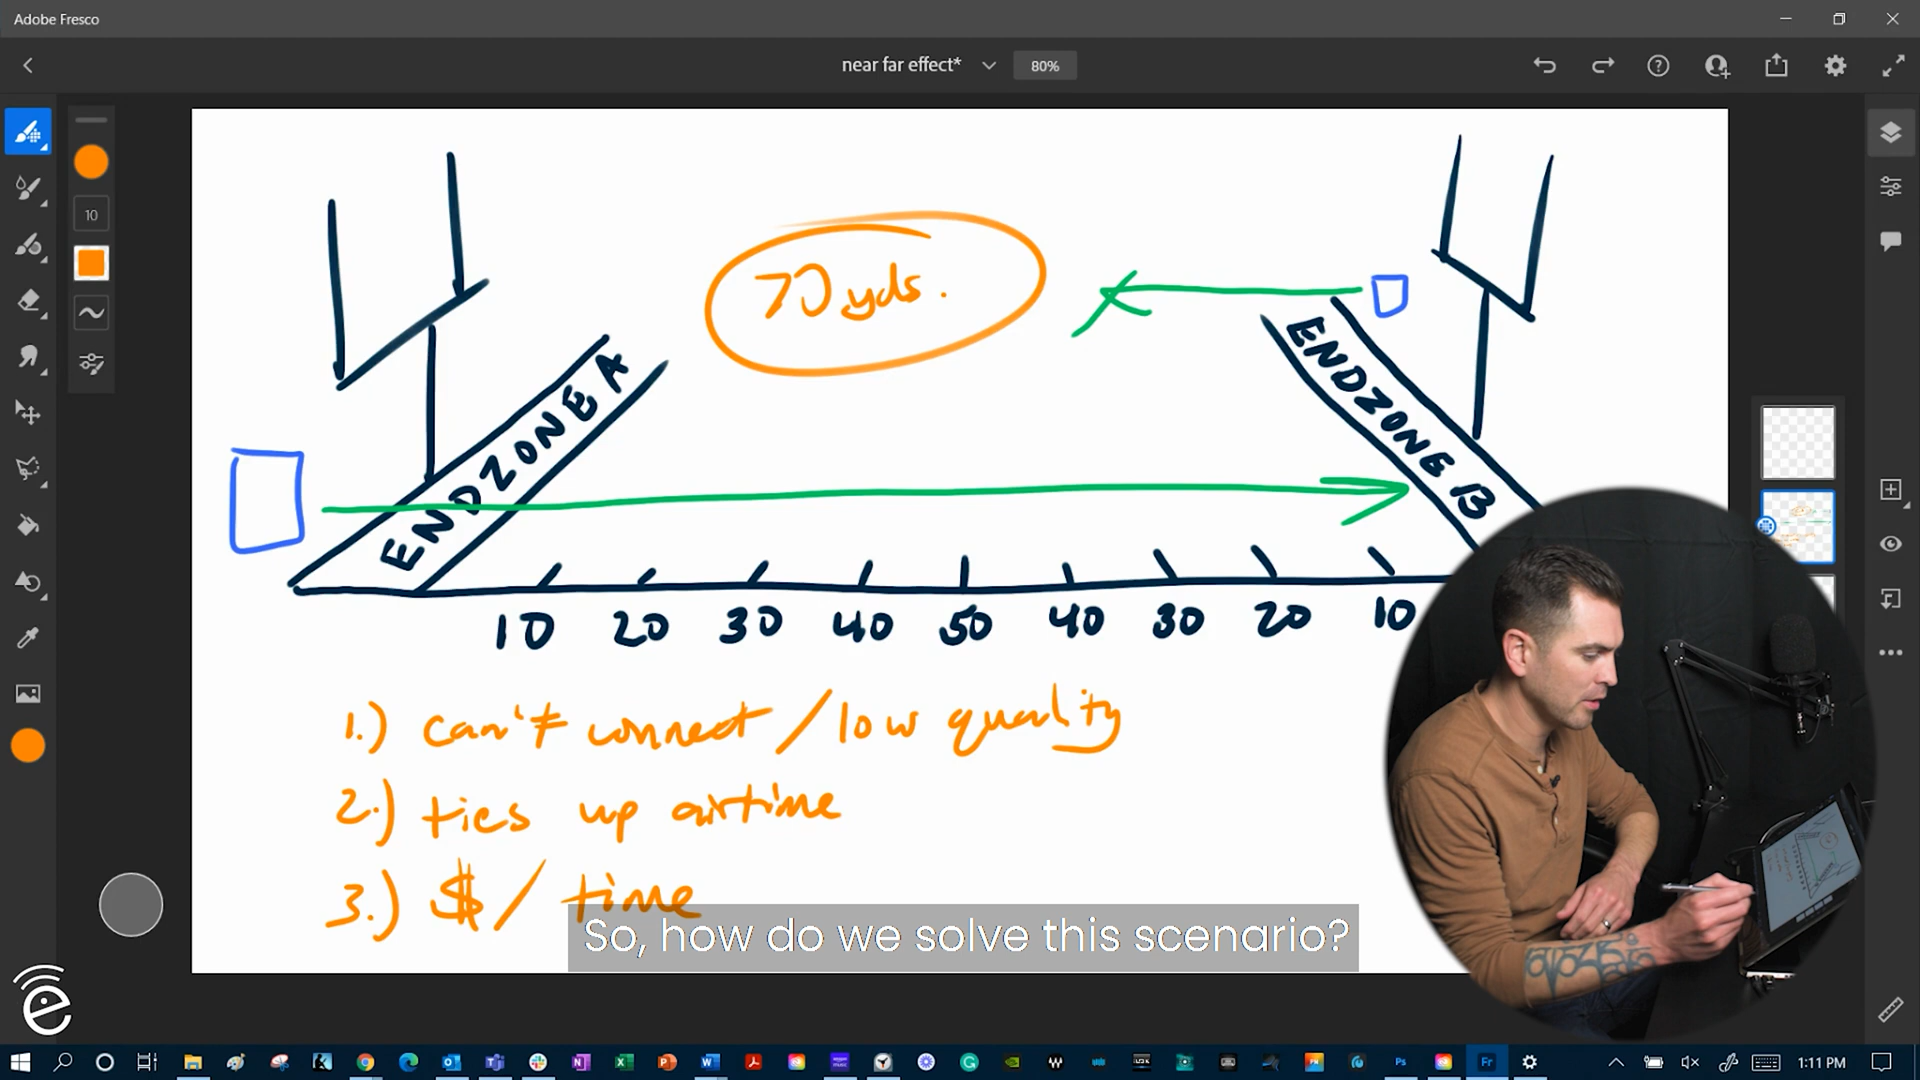 Adobe Fresco
near far effect*
80%
10
70 yds.
ENDZONE A
ENDZONE B
10 20 30 40 50 40 30 20 10
1.) can't connect / low quality
2.) ties up airtime
3.) $ / time
So, how do we solve this scenario?
1:11 PM